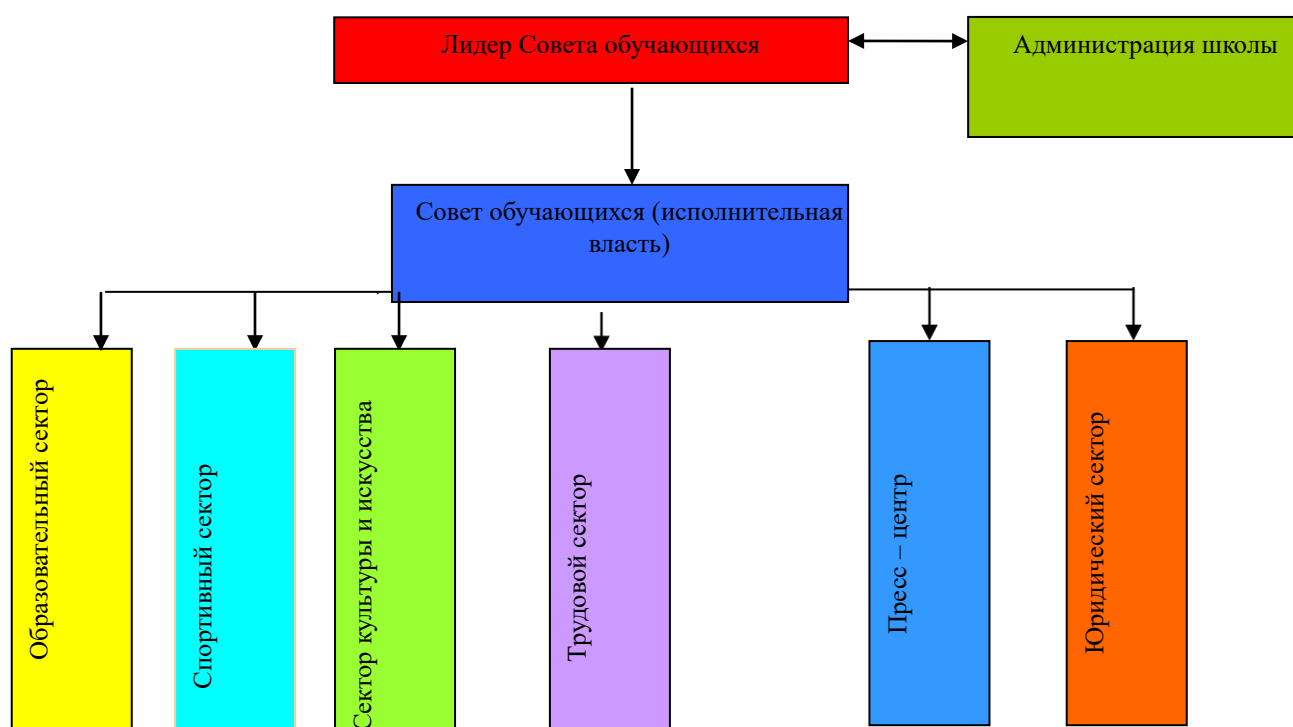 Лидер Совета обучающихся
Администрация школы
Совет обучающихся (исполнительная
власть)
Образовательный сектор
Спортивный сектор
Сектор культуры и искусства
Трудовой сектор
Пресс – центр
Юридический сектор